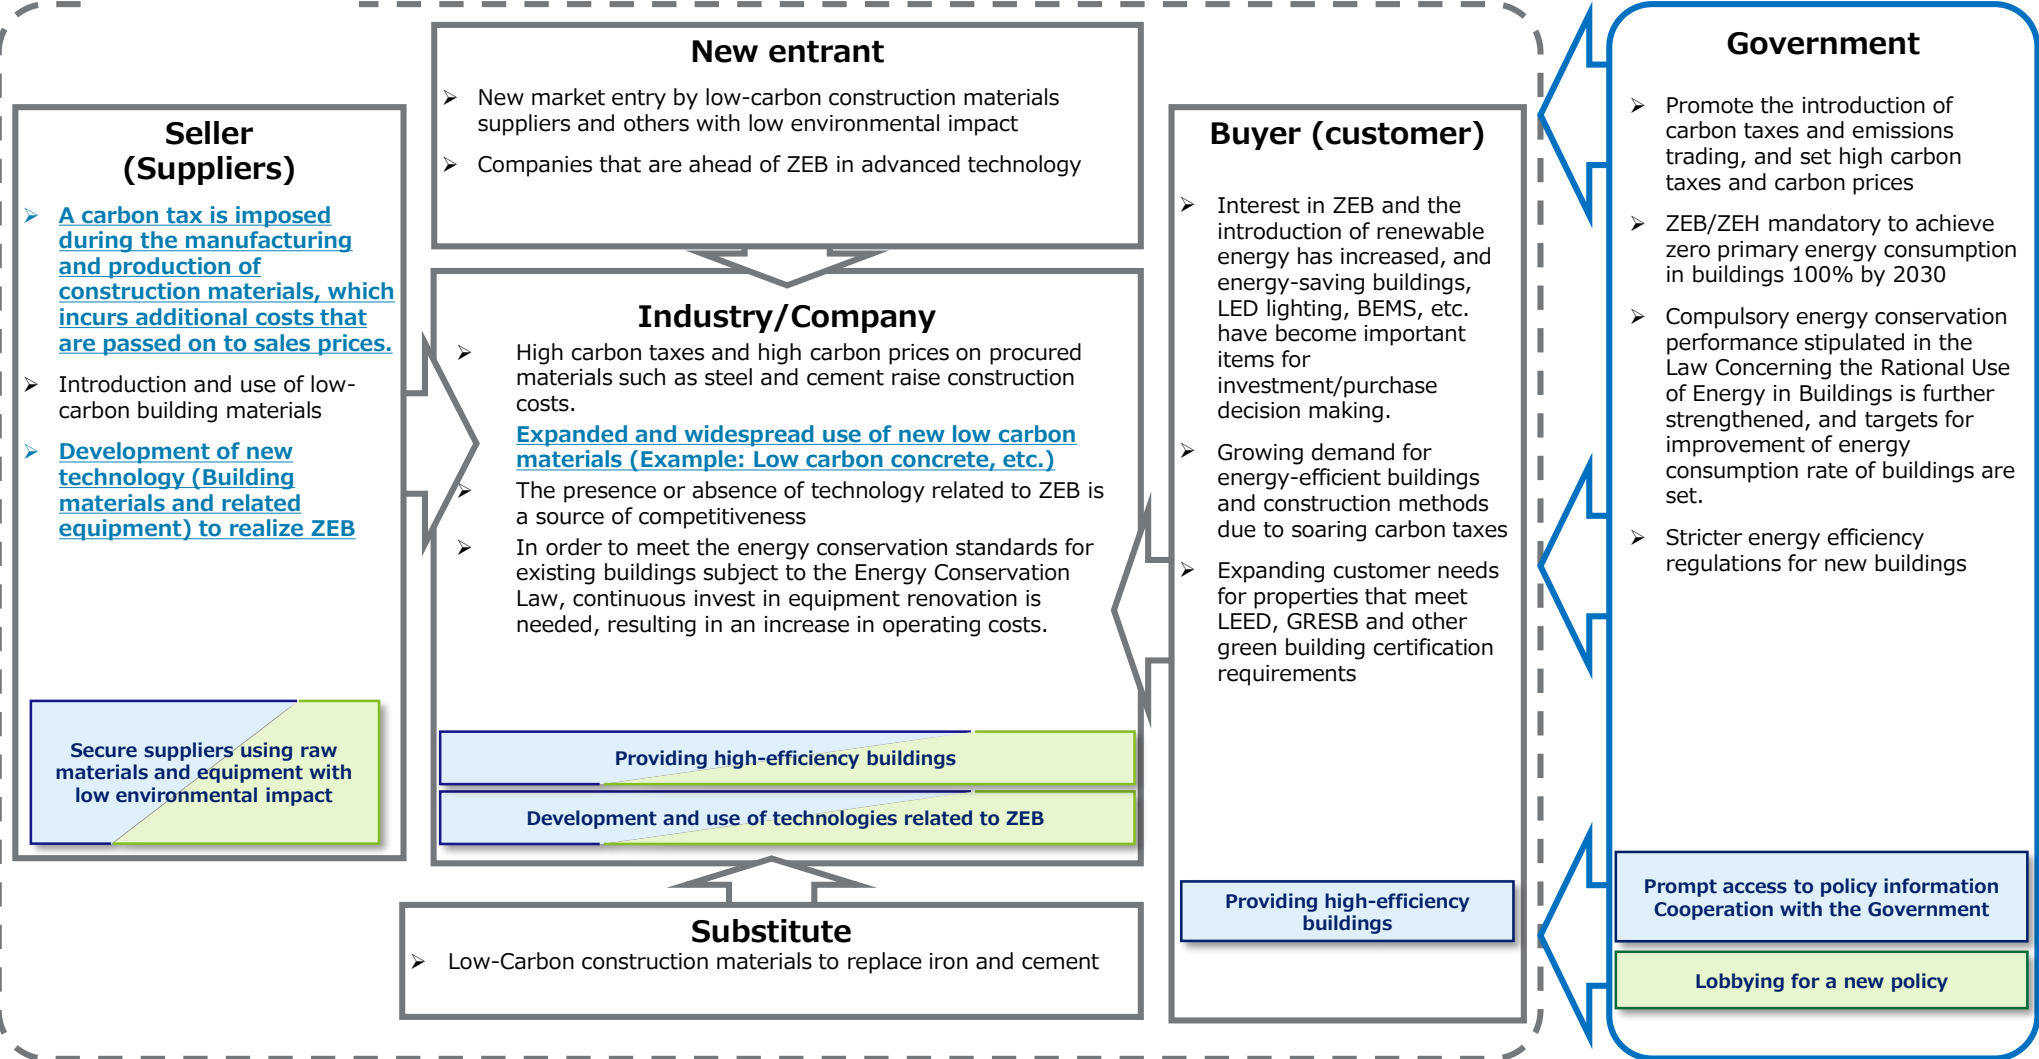 New entrant
➢ New market entry by low-carbon construction materials
suppliers and others with low environmental impact
➢ Companies that are ahead of ZEB in advanced technology
Seller
(Suppliers)
➢ A carbon tax is imposed
during the manufacturing
and production of
construction materials, which
incurs additional costs that
are passed on to sales prices.
➢ Introduction and use of low-
carbon building materials
➢ Development of new
technology (Building
materials and related
equipment) to realize ZEB
Secure suppliers using raw
materials and equipment with
low environmental impact
Industry/Company
➢ High carbon taxes and high carbon prices on procured
materials such as steel and cement raise construction
costs.
Expanded and widespread use of new low carbon
materials (Example: Low carbon concrete, etc.)
➢ The presence or absence of technology related to ZEB is
a source of competitiveness
➢ In order to meet the energy conservation standards for
existing buildings subject to the Energy Conservation
Law, continuous invest in equipment renovation is
needed, resulting in an increase in operating costs.
Providing high-efficiency buildings
Development and use of technologies related to ZEB
Substitute
➢ Low-Carbon construction materials to replace iron and cement
Buyer (customer)
➢ Interest in ZEB and the
introduction of renewable
energy has increased, and
energy-saving buildings,
LED lighting, BEMS, etc.
have become important
items for
investment/purchase
decision making.
➢ Growing demand for
energy-efficient buildings
and construction methods
due to soaring carbon taxes
➢ Expanding customer needs
for properties that meet
LEED, GRESB and other
green building certification
requirements
Providing high-efficiency
buildings
Government
➢ Promote the introduction of
carbon taxes and emissions
trading, and set high carbon
taxes and carbon prices
➢ ZEB/ZEH mandatory to achieve
zero primary energy consumption
in buildings 100% by 2030
➢ Compulsory energy conservation
performance stipulated in the
Law Concerning the Rational Use
of Energy in Buildings is further
strengthened, and targets for
improvement of energy
consumption rate of buildings are
set.
➢ Stricter energy efficiency
regulations for new buildings
Prompt access to policy information
Cooperation with the Government
Lobbying for a new policy